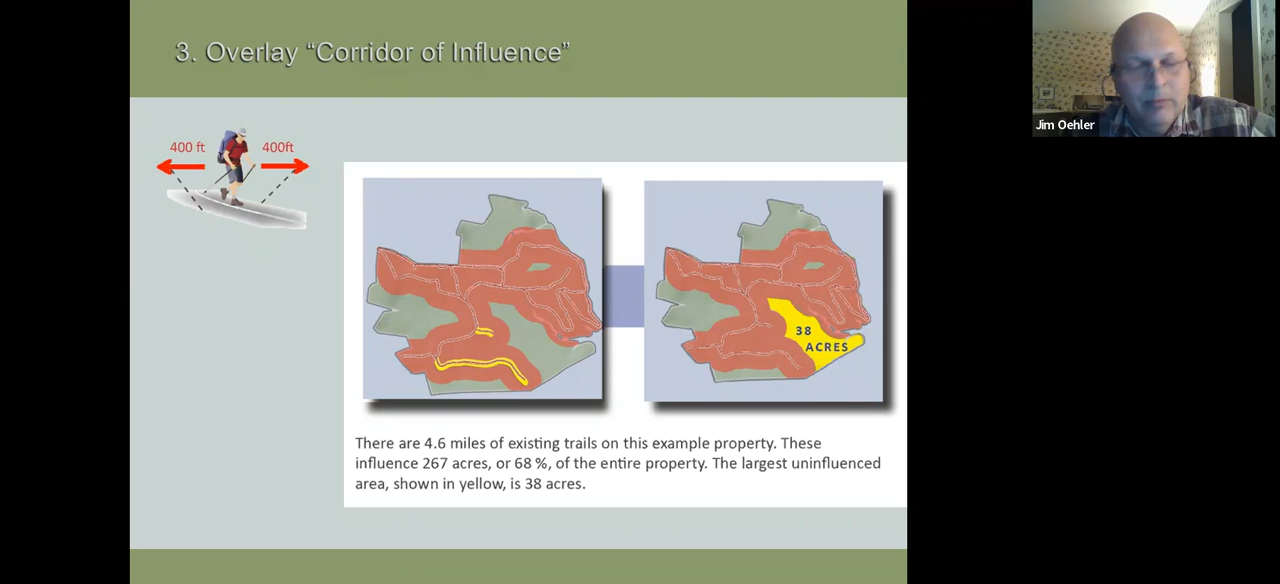 3. Overlay “Corridor of Influence”
Jim Oehler
400 ft
400ft
38
ACRES
There are 4.6 miles of existing trails on this example property. These
influence 267 acres, or 68 %, of the entire property. The largest uninfluenced
area, shown in yellow, is 38 acres.